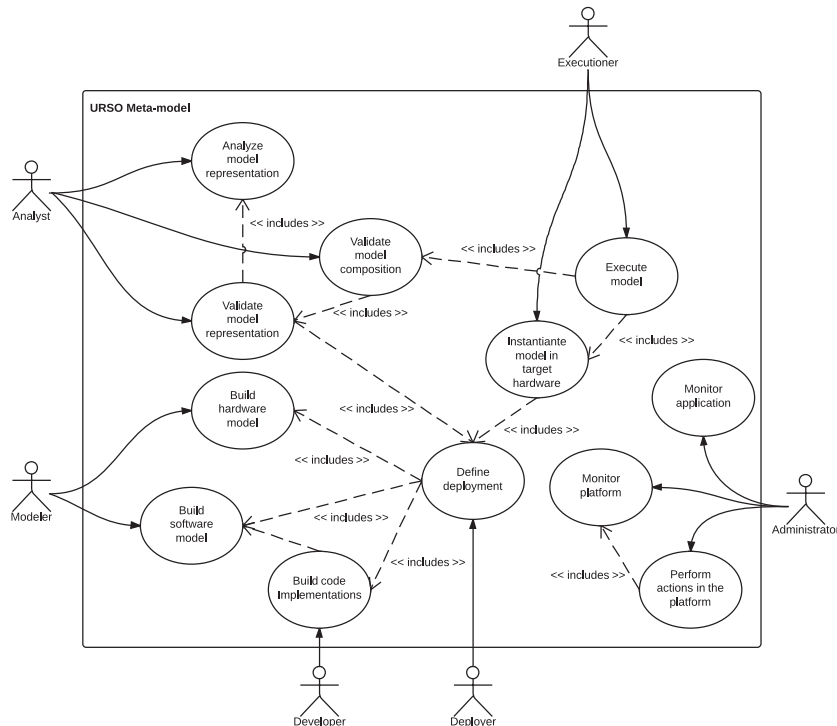 Executioner
URSO Meta-model
Analyze
model
representation
Analyst
<< includes >>
Validate
model
composition
<< includes >>
Execute
model
Validate
model
representation
<< includes >>
Instantiante
model in
target
hardware
<< includes >>
Monitor
application
Build
hardware
model
<< includes >>
<< includes >>
<< includes >>
Define
deployment
Monitor
platform
Modeler
Build
software
model
<< includes >>
Administrator
<< includes >>
<< includes >>
Build code
Implementations
Perform
actions in the
platform
Developer
Deployer